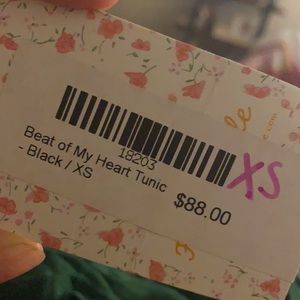 18203
Beat of My Heart Tunic
- Black / XS
$88.00
XS